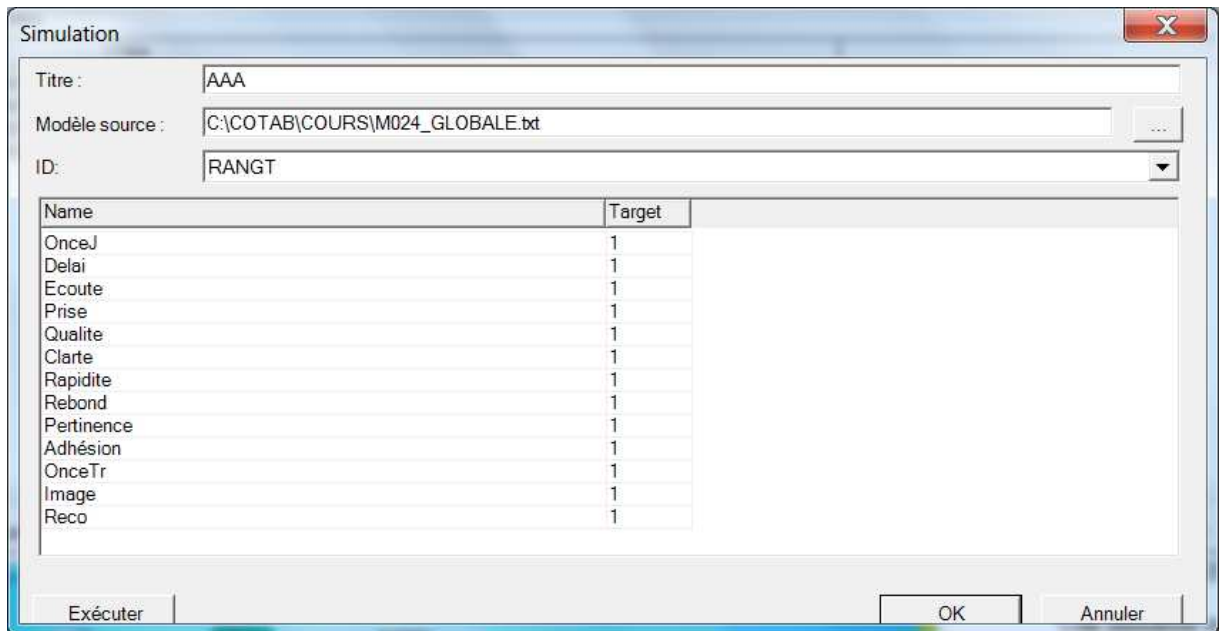 Simulation
Titre : AAA
Modèle source : C:\COTAB\COURS\M024_GLOBALE.txt ...
ID: RANGT
Name Target
OnceJ 1
Delai 1
Ecoute 1
Prise 1
Qualite 1
Clarte 1
Rapidite 1
Rebond 1
Pertinence 1
Adhésion 1
OnceTr 1
Image 1
Reco 1
Exécuter OK Annuler